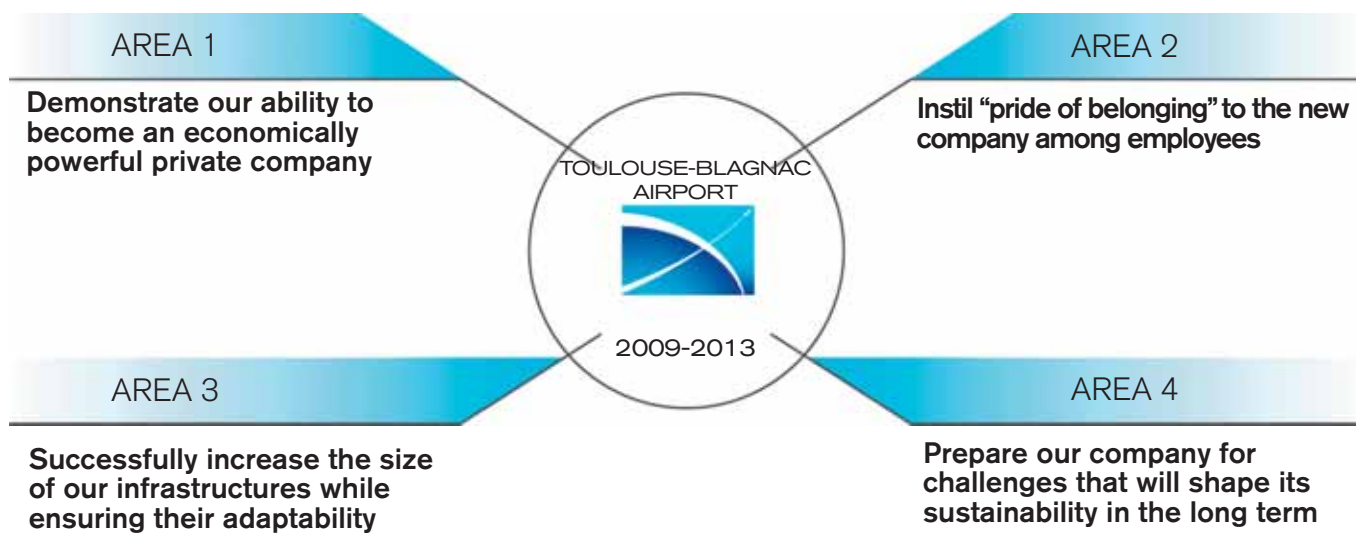 AREA 1
Demonstrate our ability to
become an economically
powerful private company
AREA 2
Instil “pride of belonging” to the new
company among employees
TOULOUSE-BLAGNAC
AIRPORT
2009-2013
AREA 3
Successfully increase the size
of our infrastructures while
ensuring their adaptability
AREA 4
Prepare our company for
challenges that will shape its
sustainability in the long term